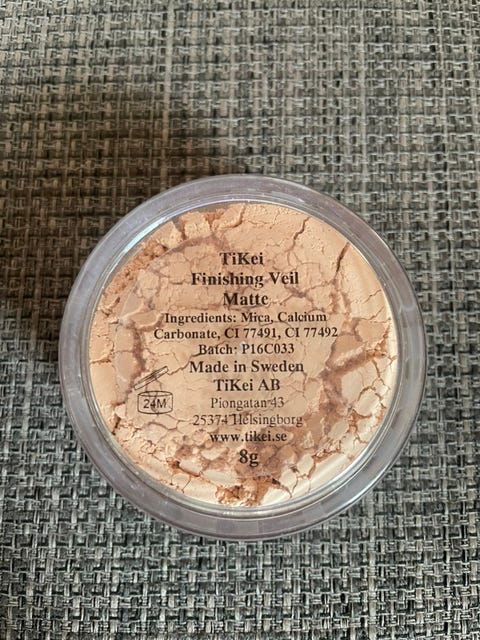 TiKei
Finishing Veil
Matte
Ingredients: Mica, Calcium
Carbonate, CI 77491, CI 77492
Batch: P16C033
Made in Sweden
TiKei AB
Piongatan 43
25374 Helsingborg
www.tikei.se
8g
24M